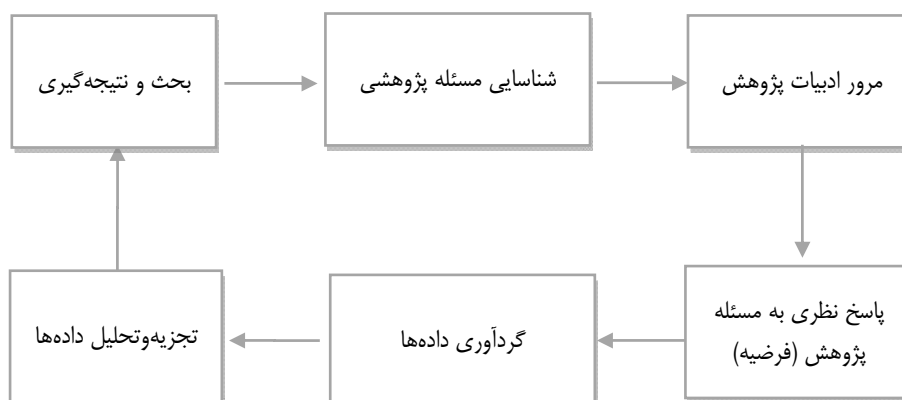 مرور ادبیات پژوهش
شناسایی مسئله پژوهشی
بحث و نتیجه‌گیری
پاسخ نظری به مسئله
پژوهش (فرضیه)
گردآوری داده‌ها
تجزیه‌وتحلیل داده‌ها